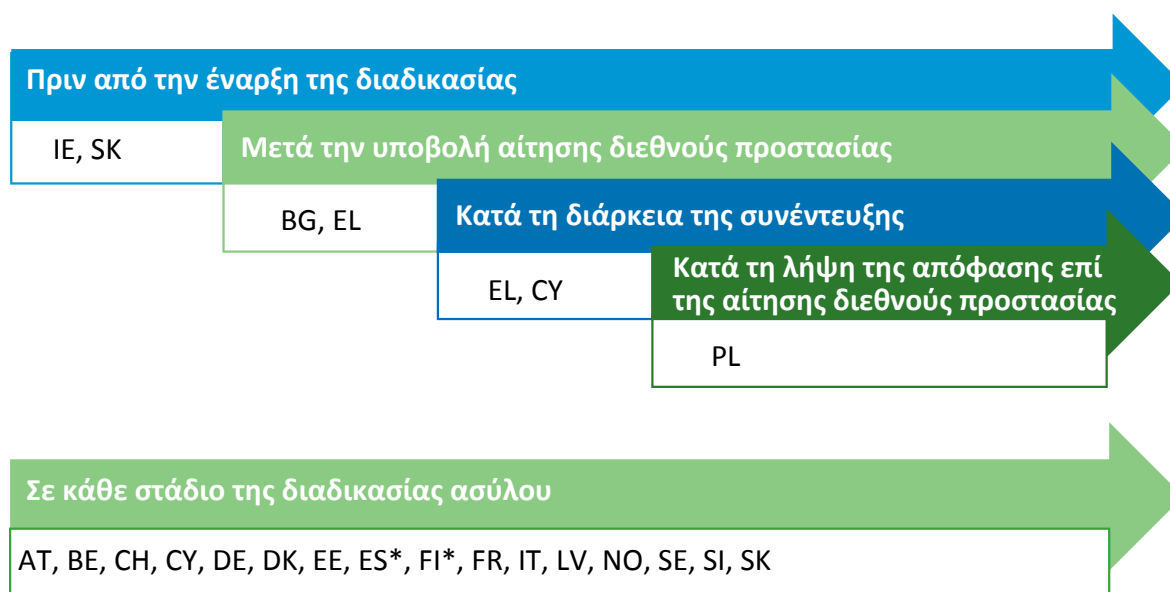 Πριν από την έναρξη της διαδικασίας
IE, SK
Μετά την υποβολή αίτησης διεθνούς προστασίας
BG, EL
Κατά τη διάρκεια της συνέντευξης
EL, CY
Κατά τη λήψη της απόφασης επί
της αίτησης διεθνούς προστασίας
PL
Σε κάθε στάδιο της διαδικασίας ασύλου
AT, BE, CH, CY, DE, DK, EE, ES*, FI*, FR, IT, LV, NO, SE, SI, SK